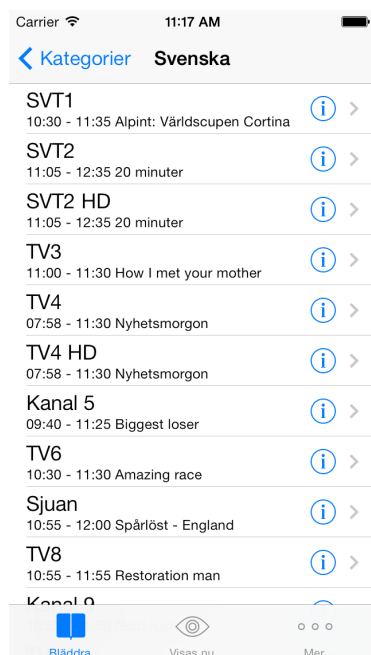 Carrier 11:17 AM
Kategorier Svenska
SVT1
10:30 - 11:35 Alpint: Världscupen Cortina
SVT2
11:05 - 12:35 20 minuter
SVT2 HD
11:05 - 12:35 20 minuter
TV3
11:00 - 11:30 How I met your mother
TV4
07:58 - 11:30 Nyhetsmorgon
TV4 HD
07:58 - 11:30 Nyhetsmorgon
Kanal 5
09:40 - 11:25 Biggest loser
TV6
10:30 - 11:30 Amazing race
Sjuan
10:55 - 12:00 Spårlöst - England
TV8
10:55 - 11:55 Restoration man
Kanal 9
Bläddra Visas nu Mer